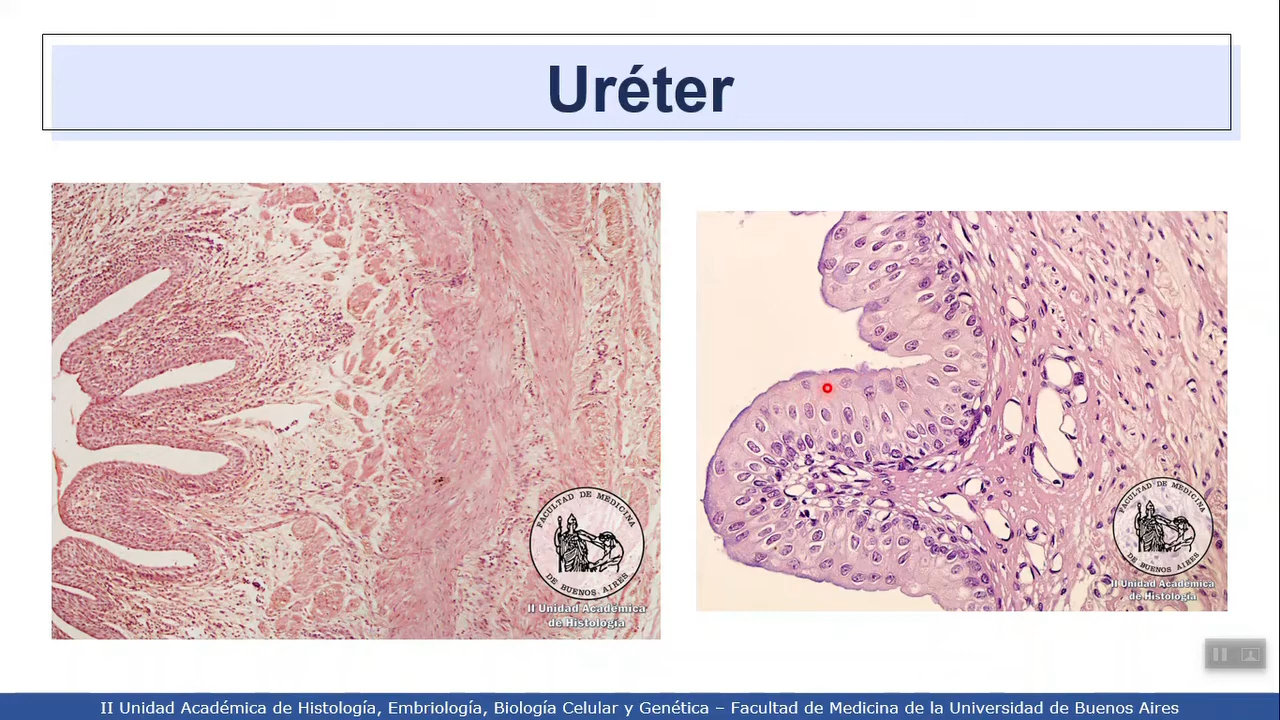 Uréter
FACULTAD DE MEDICINA
DE BUENOS AIRES
II Unidad Académica
de Histología
FACULTAD DE MEDICINA
DE BUENOS AIRES
II Unidad Académica
de Histología
II Unidad Académica de Histología, Embriología, Biología Celular y Genética – Facultad de Medicina de la Universidad de Buenos Aires